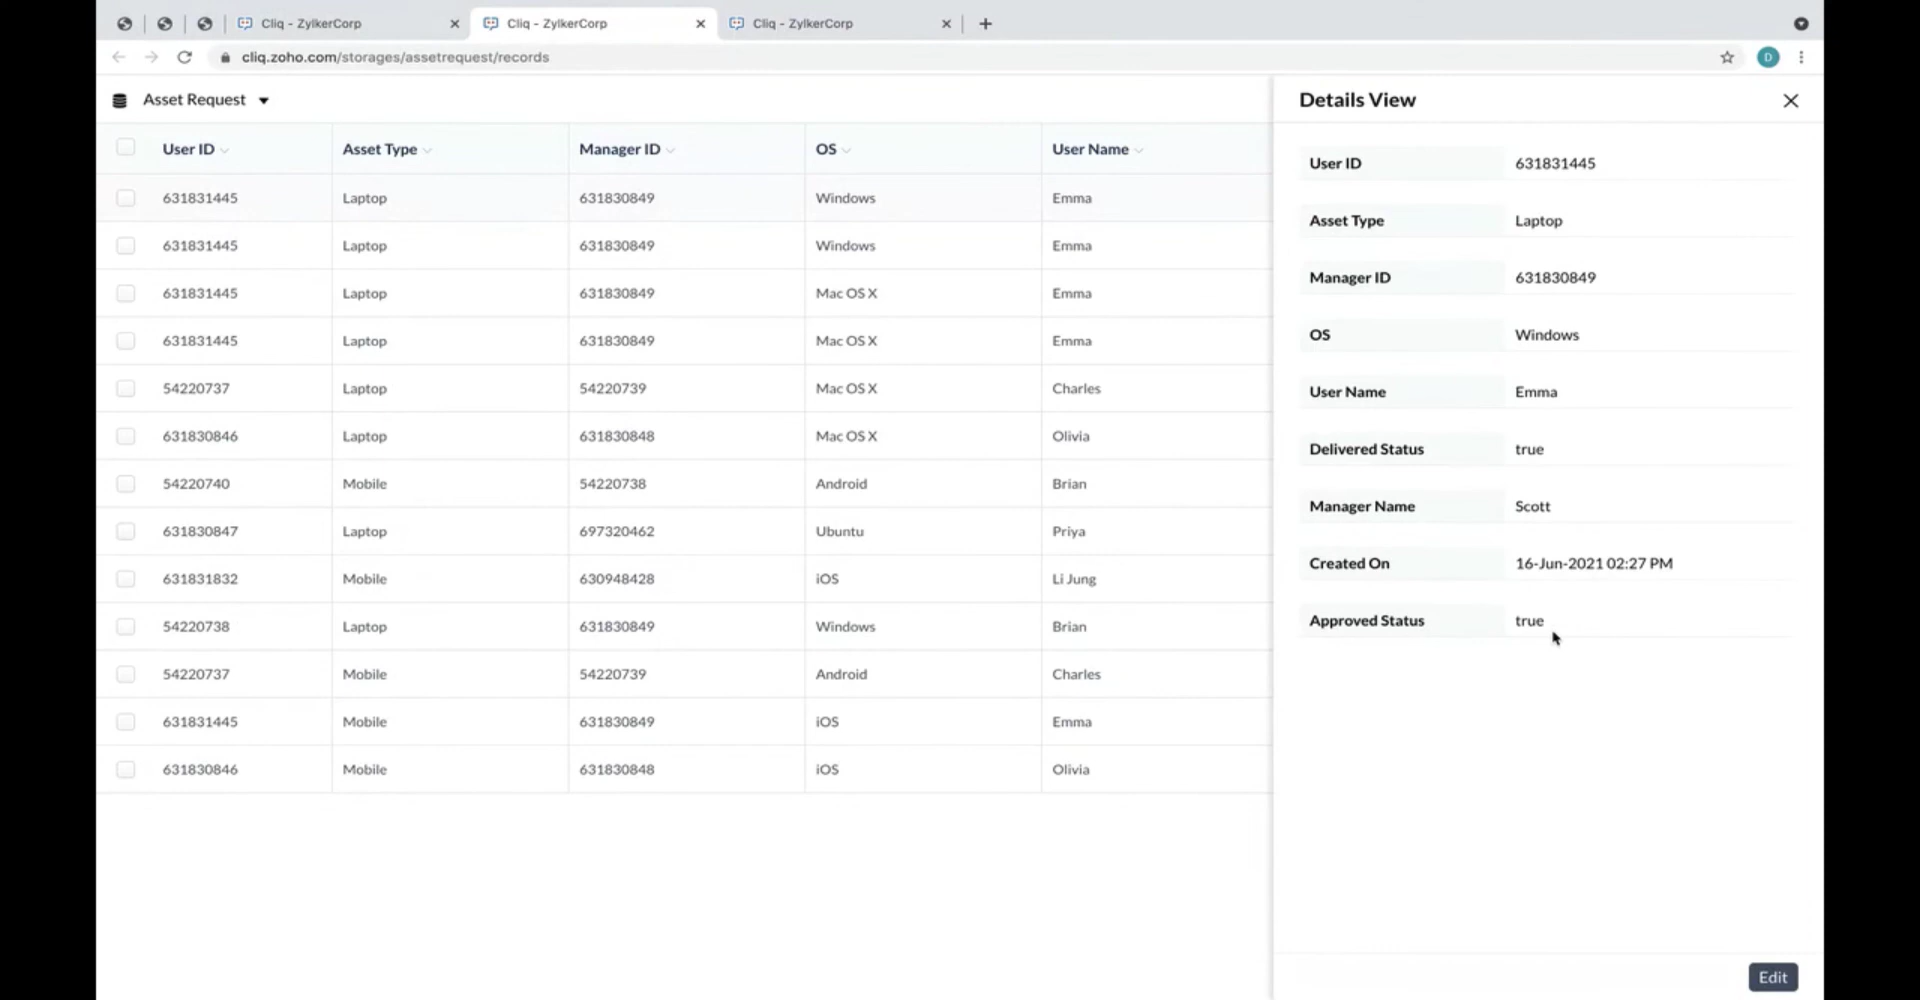 Cliq - ZylkerCorp Cliq - ZylkerCorp Cliq - ZylkerCorp
cliq.zoho.com/storages/assetrequest/records D
Asset Request
User ID Asset Type Manager ID OS User Name
631831445 Laptop 631830849 Windows Emma
631831445 Laptop 631830849 Windows Emma
631831445 Laptop 631830849 Mac OS X Emma
631831445 Laptop 631830849 Mac OS X Emma
54220737 Laptop 54220739 Mac OS X Charles
631830846 Laptop 631830848 Mac OS X Olivia
54220740 Mobile 54220738 Android Brian
631830847 Laptop 697320462 Ubuntu Priya
631831832 Mobile 630948428 iOS Li Jung
54220738 Laptop 631830849 Windows Brian
54220737 Mobile 54220739 Android Charles
631831445 Mobile 631830849 iOS Emma
631830846 Mobile 631830848 iOS Olivia
Details View
User ID 631831445
Asset Type Laptop
Manager ID 631830849
OS Windows
User Name Emma
Delivered Status true
Manager Name Scott
Created On 16-Jun-2021 02:27 PM
Approved Status true
Edit